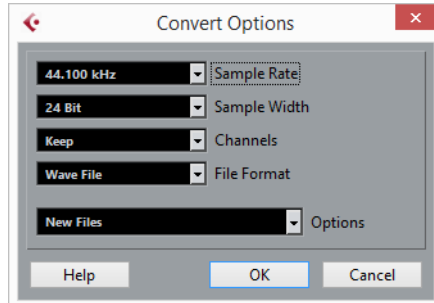 Convert Options
44.100 kHz Sample Rate
24 Bit Sample Width
Keep Channels
Wave File File Format
New Files Options
Help OK Cancel